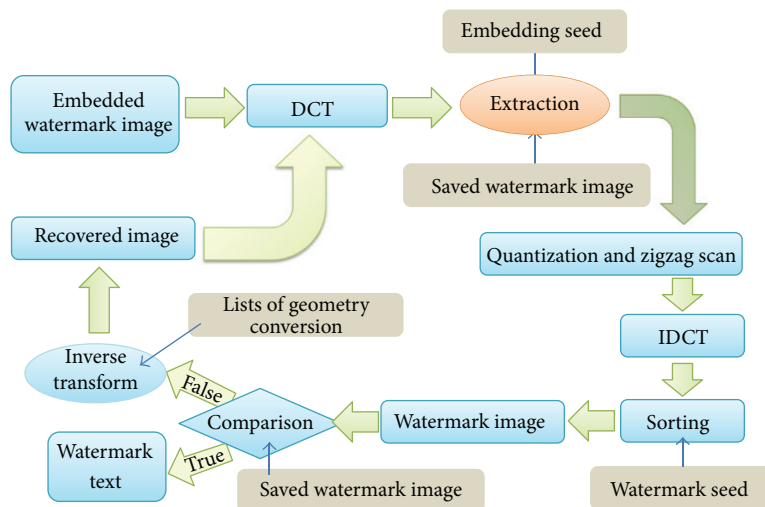 Embedding seed
Embedded
watermark image
DCT
Extraction
Saved watermark image
Recovered image
Quantization and zigzag scan
Lists of geometry
conversion
IDCT
Inverse
transform
False
Comparison
Watermark image
Sorting
Watermark
text
True
Saved watermark image
Watermark seed